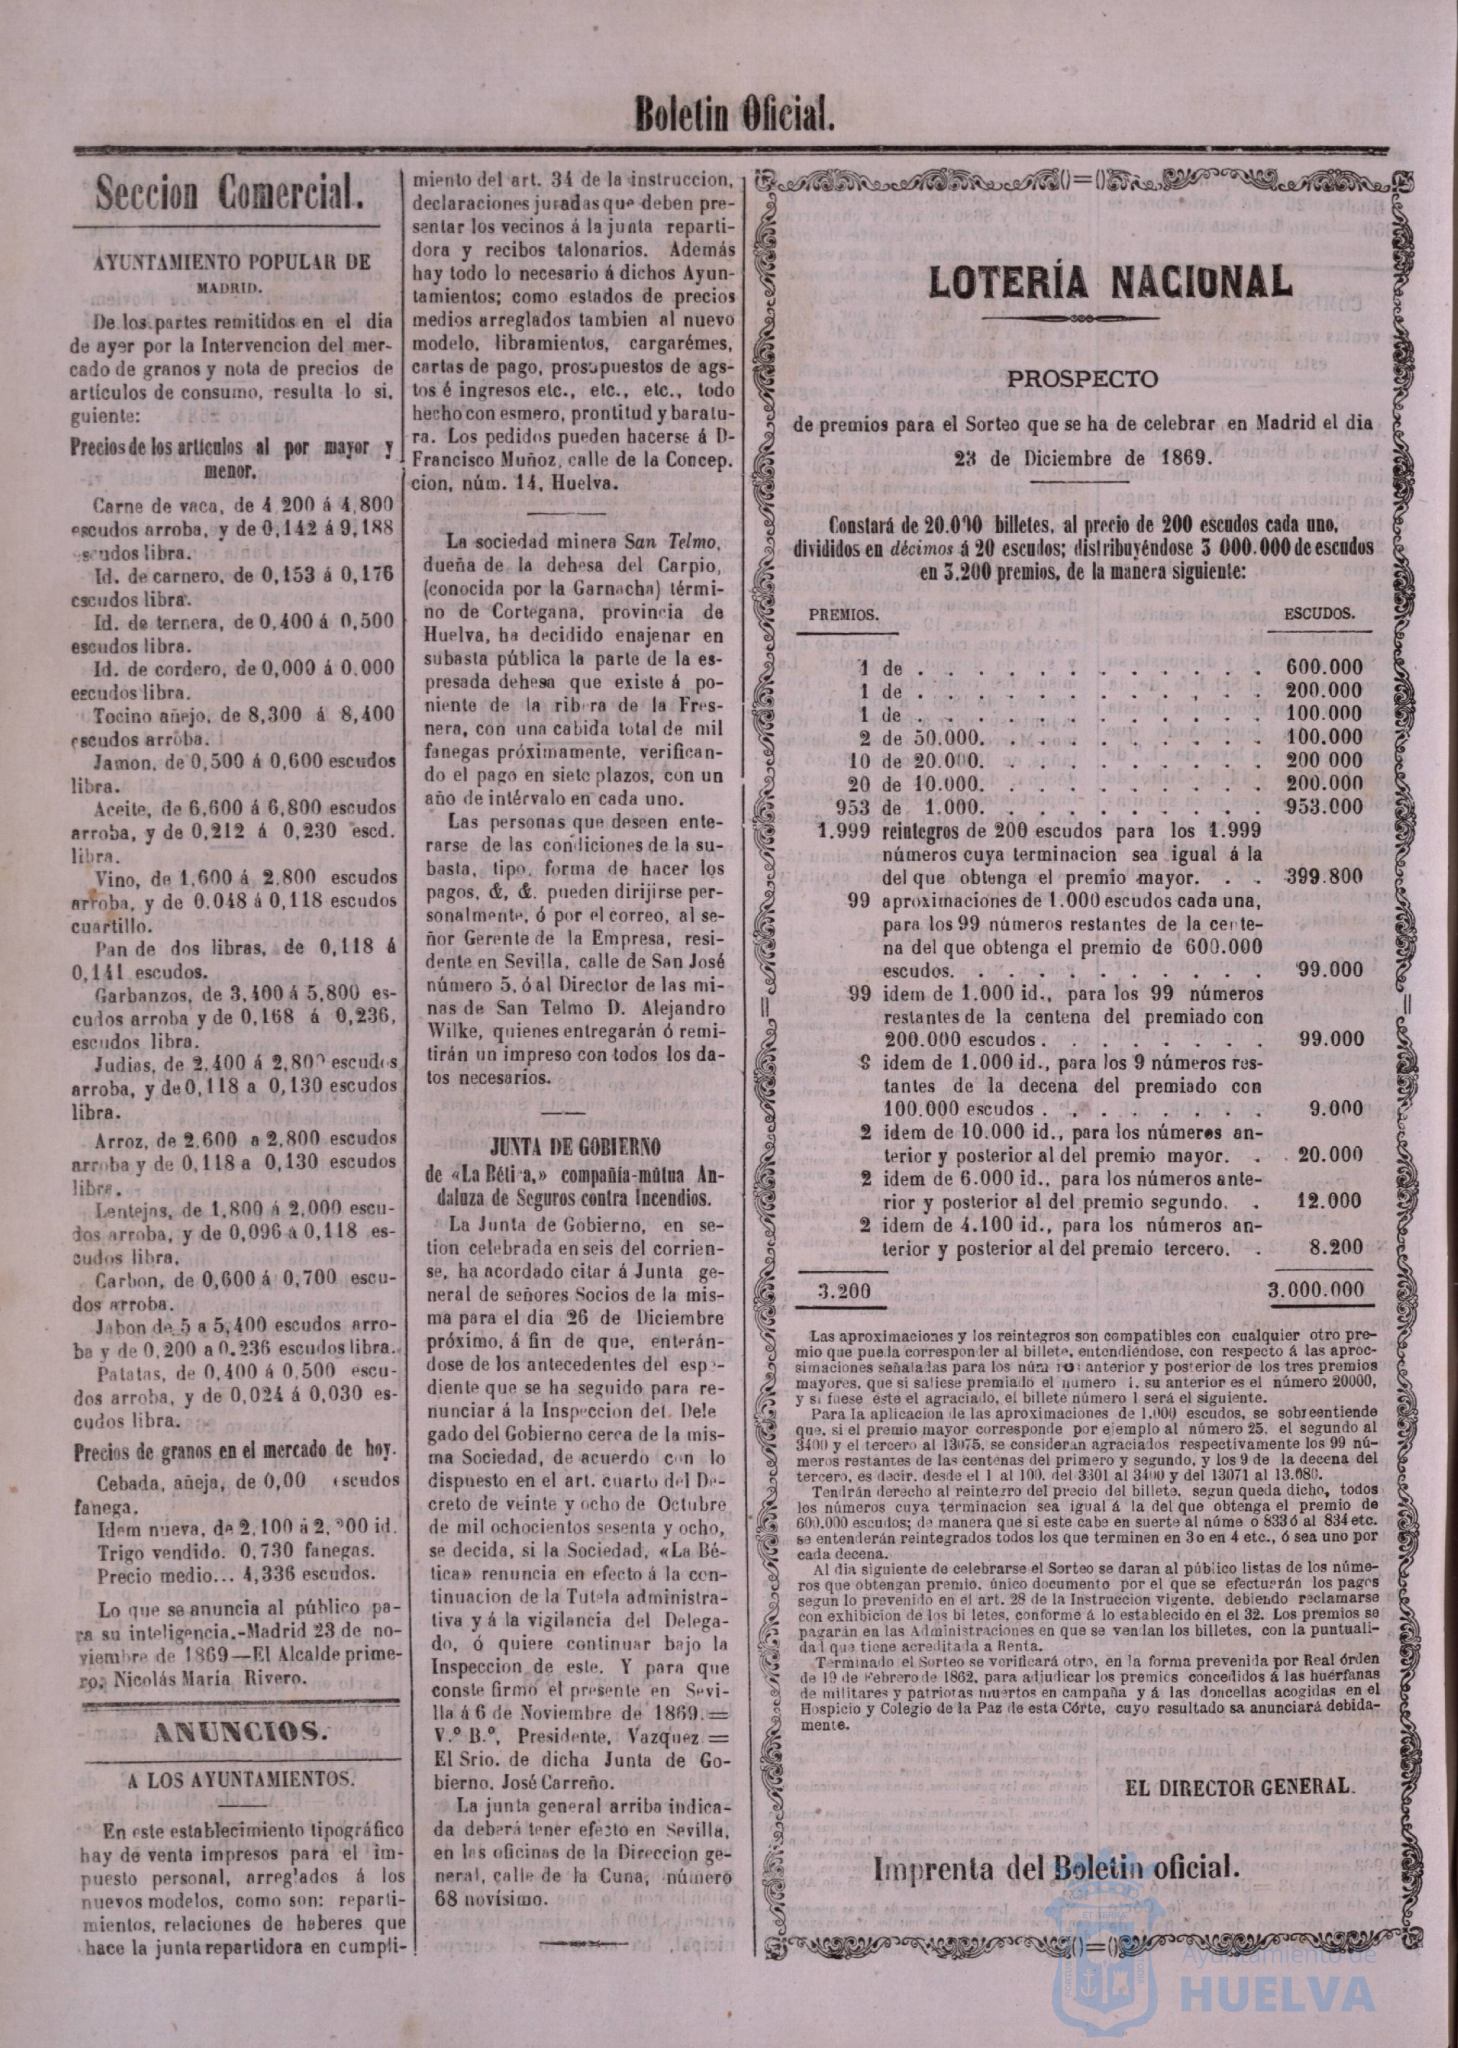 Boletin Oficial.
Seccion Comercial.
AYUNTAMIENTO POPULAR DE
MADRID.
De los partes remitidos en el dia
de ayer por la Intervencion del mer-
cado de granos y nota de precios de
artículos de consumo, resulta lo si,
guiente:
Precios de los artículos al por mayor y
menor.
Carne de vaca, de 4 200 á 4,800
escudos arroba, y de 0,142 á 9,188
escudos libra.
Id. de carnero, de 0,153 á 0,176
escudos libra.
Id. de ternera, de 0,400 á 0,500
escudos libra.
Id. de cordero, de 0,000 á 0.000
escudos libra.
Tocino añejo, de 8,300 á 8,400
escudos arroba.
Jamon, de 0,500 á 0,600 escudos
libra.
Aceite, de 6,600 á 6,800 escudos
arroba, y de 0,212 á 0,230 escd.
libra.
Vino, de 1,600 á 2,800 escudos
arroba, y de 0.048 á 0,118 escudos
cuartillo.
Pan de dos libras, de 0,118 á
0,141 escudos.
Garbanzos, de 3,400 á 5,800 es-
cudos arroba y de 0,168 á 0,236,
escudos libra.
Judias, de 2,400 á 2,800 escudos
arroba, y de 0,118 a 0,130 escudos
libra.
Arroz, de 2,600 a 2,800 escudos
arroba y de 0,118 a 0,130 escudos
libra.
Lentejas, de 1,800 á 2,000 escu-
dos arroba, y de 0,096 á 0,118 es-
cudos libra.
Carbon, de 0,600 á 0,700 escu-
dos arroba.
Jabon de 5 a 5,400 escudos arro-
ba y de 0,200 a 0.236 escudos libra.
Patatas, de 0,400 á 0,500 escu-
dos arroba, y de 0,024 á 0,030 es-
cudos libra.
Precios de granos en el mercado de hoy.
Cebada, añeja, de 0,00 escudos
fanega.
Idem nueva, de 2,100 à id.
Trigo vendido. 0,730 fanegas.
Precio medio... 4,336 escudos.
Lo que se anuncia al público pa-
ra su inteligencia.-Madrid 23 de no-
viembre de 1869—El Alcalde prime-
ro, Nicolás María Rivero.
ANUNCIOS.
A LOS AYUNTAMIENTOS.
En este establecimiento tipográfico
hay de venta impresos para el im-
puesto personal, arreglados á los
nuevos modelos, como son: reparti-
mientos, relaciones de haberes que
hace la junta repartidora en cumpli-
miento del art. 34 de la instruccion,
declaraciones juradas que deben pre-
sentar los vecinos á la junta reparti-
dora y recibos talonarios. Además
hay todo lo necesario á dichos Ayun-
tamientos; como estados de precios
medios arreglados tambien al nuevo
modelo, libramientos, cargarémes,
cartas de pago, prosupuestos de ags-
tos é ingresos etc., etc., etc., todo
hecho con esmero, prontitud y baratu-
ra. Los pedidos pueden hacerse á D-
Francisco Muñoz, calle de la Concep.
cion, núm. 14, Huelva.
La sociedad minera San Telmo,
dueña de la dehesa del Carpio,
(conocida por la Garnacha) térmi-
no de Cortegana, provincia de
Huelva, ha decidido enajenar en
subasta pública la parte de la es-
presada dehesa que existe á po-
niente de la ribera de la Fres-
nera, con una cabida total de mil
fanegas próximamente, verifican-
do el pago en siete plazos, con un
año de intérvalo en cada uno.
Las personas que deseen ente-
rarse de las condiciones de la su-
basta, tipo, forma de hacer los
pagos, &, &. pueden dirijirse per-
sonalmente, ó por el correo, al se-
ñor Gerente de la Empresa, resi-
dente en Sevilla, calle de San José
número 5, ó al Director de las mi-
nas de San Telmo D. Alejandro
Wilke, quienes entregarán ó remi-
tirán un impreso con todos los da-
tos necesarios.
JUNTA DE GOBIERNO
de «La Bética,» compañía-mútua An-
daluza de Seguros contra Incendios.
La Junta de Gobierno, en se-
tion celebrada en seis del corrien-
se, ha acordado citar á Junta ge-
neral de señores Socios de la mis-
ma para el dia 26 de Diciembre
próximo, á fin de que, enterán-
dose de los antecedentes del espe-
diente que se ha seguido para re-
nunciar á la Inspeccion del Dele
gado del Gobierno cerca de la mis-
ma Sociedad, de acuerdo con lo
dispuesto en el art. cuarto del De-
creto de veinte y ocho de Octubre
de mil ochocientos sesenta y ocho,
se decida, si la Sociedad, «La Bé-
tica» renuncia en efecto á la con-
tinuacion de la Tutela administra-
tiva y á la vigilancia del Delega-
do, ó quiere continuar bajo la
Inspeccion de este. Y para que
conste firmo el presente en Sevi-
lla á 6 de Noviembre de 1869.=
V.º B.º, Presidente, Vazquez.=
El Srio. de dicha Junta de Go-
bierno, José Carreño.
La junta general arriba indica-
da deberá tener efecto en Sevilla,
en las oficinas de la Direccion ge-
neral, calle de la Cuna, número
68 novísimo.
LOTERÍA NACIONAL
PROSPECTO
de premios para el Sorteo que se ha de celebrar en Madrid el dia
23 de Diciembre de 1869.
Constará de 20.000 billetes, al precio de 200 escudos cada uno,
divididos en décimos á 20 escudos; distribuyéndose 3 000.000 de escudos
en 3.200 premios, de la manera siguiente:
PREMIOS. ESCUDOS.
1 de . . . . . . . . . . . 600.000
1 de . . . . . . . . . . . 200.000
1 de . . . . . . . . . . . 100.000
2 de 50.000. . . . . . . . . 100.000
10 de 20.000. . . . . . . . . 200 000
20 de 10.000. . . . . . . . . 200.000
953 de 1.000. . . . . . . . . 953.000
1.999 reintegros de 200 escudos para los 1.999
números cuya terminacion sea igual á la
del que obtenga el premio mayor. . . 399.800
99 aproximaciones de 1.000 escudos cada una,
para los 99 números restantes de la cente-
na del que obtenga el premio de 600.000
escudos. . . . . . . . . . 99.000
99 idem de 1.000 id., para los 99 números
restantes de la centena del premiado con
200.000 escudos . . . . . . . 99.000
9 idem de 1.000 id., para los 9 números res-
tantes de la decena del premiado con
100.000 escudos . . . . . . . 9.000
2 idem de 10.000 id., para los números an-
terior y posterior al del premio mayor. . 20.000
2 idem de 6.000 id., para los números ante-
rior y posterior al del premio segundo. . 12.000
2 idem de 4.100 id., para los números an-
terior y posterior al del premio tercero. . 8.200
3.200 3.000.000
Las aproximaciones y los reintegros son compatibles con cualquier otro pre-
mio que pueda corresponder al billete, entendiéndose, con respecto á las aproc-
simaciones señaladas para los números anterior y posterior de los tres premios
mayores, que si saliese premiado el número 1, su anterior es el número 20000,
y si fuese éste el agraciado, el billete número 1 será el siguiente.
Para la aplicacion de las aproximaciones de 1.000 escudos, se sobreentiende
que, si el premio mayor corresponde por ejemplo al número 25, el segundo al
3400 y el tercero al 13075, se consideran agraciados respectivamente los 99 nú-
meros restantes de las centenas del primero y segundo, y los 9 de la decena del
tercero, es decir, desde el 1 al 100, del 3301 al 3400 y del 13071 al 13.080.
Tendrán derecho al reintegro del precio del billete, segun queda dicho, todos
los números cuya terminacion sea igual á la del que obtenga el premio de
600.000 escudos; de manera que si este cabe en suerte al núme o 833 ó al 834 etc.
se entenderán reintegrados todos los que terminen en 3 o en 4 etc., ó sea uno por
cada decena.
Al dia siguiente de celebrarse el Sorteo se daran al público listas de los núme-
ros que obtengan premio, único documento por el que se efectuarán los pagos
segun lo prevenido en el art. 28 de la Instruccion vigente, debiendo reclamarse
con exhibicion de los bi letes, conforme á lo establecido en el 32. Los premios se
pagarán en las Administraciones en que se vendan los billetes, con la puntuali-
dad que tiene acreditada a Renta.
Terminado el Sorteo se verificará otro, en la forma prevenida por Real órden
de 19 de Febrero de 1862, para adjudicar los premios concedidos á las huérfanas
de militares y patriotas muertos en campaña y á las doncellas acogidas en el
Hospicio y Colegio de la Paz de esta Córte, cuyo resultado sa anunciará debida-
mente.
EL DIRECTOR GENERAL.
Imprenta del Boletin oficial.
Ayuntamiento de
HUELVA